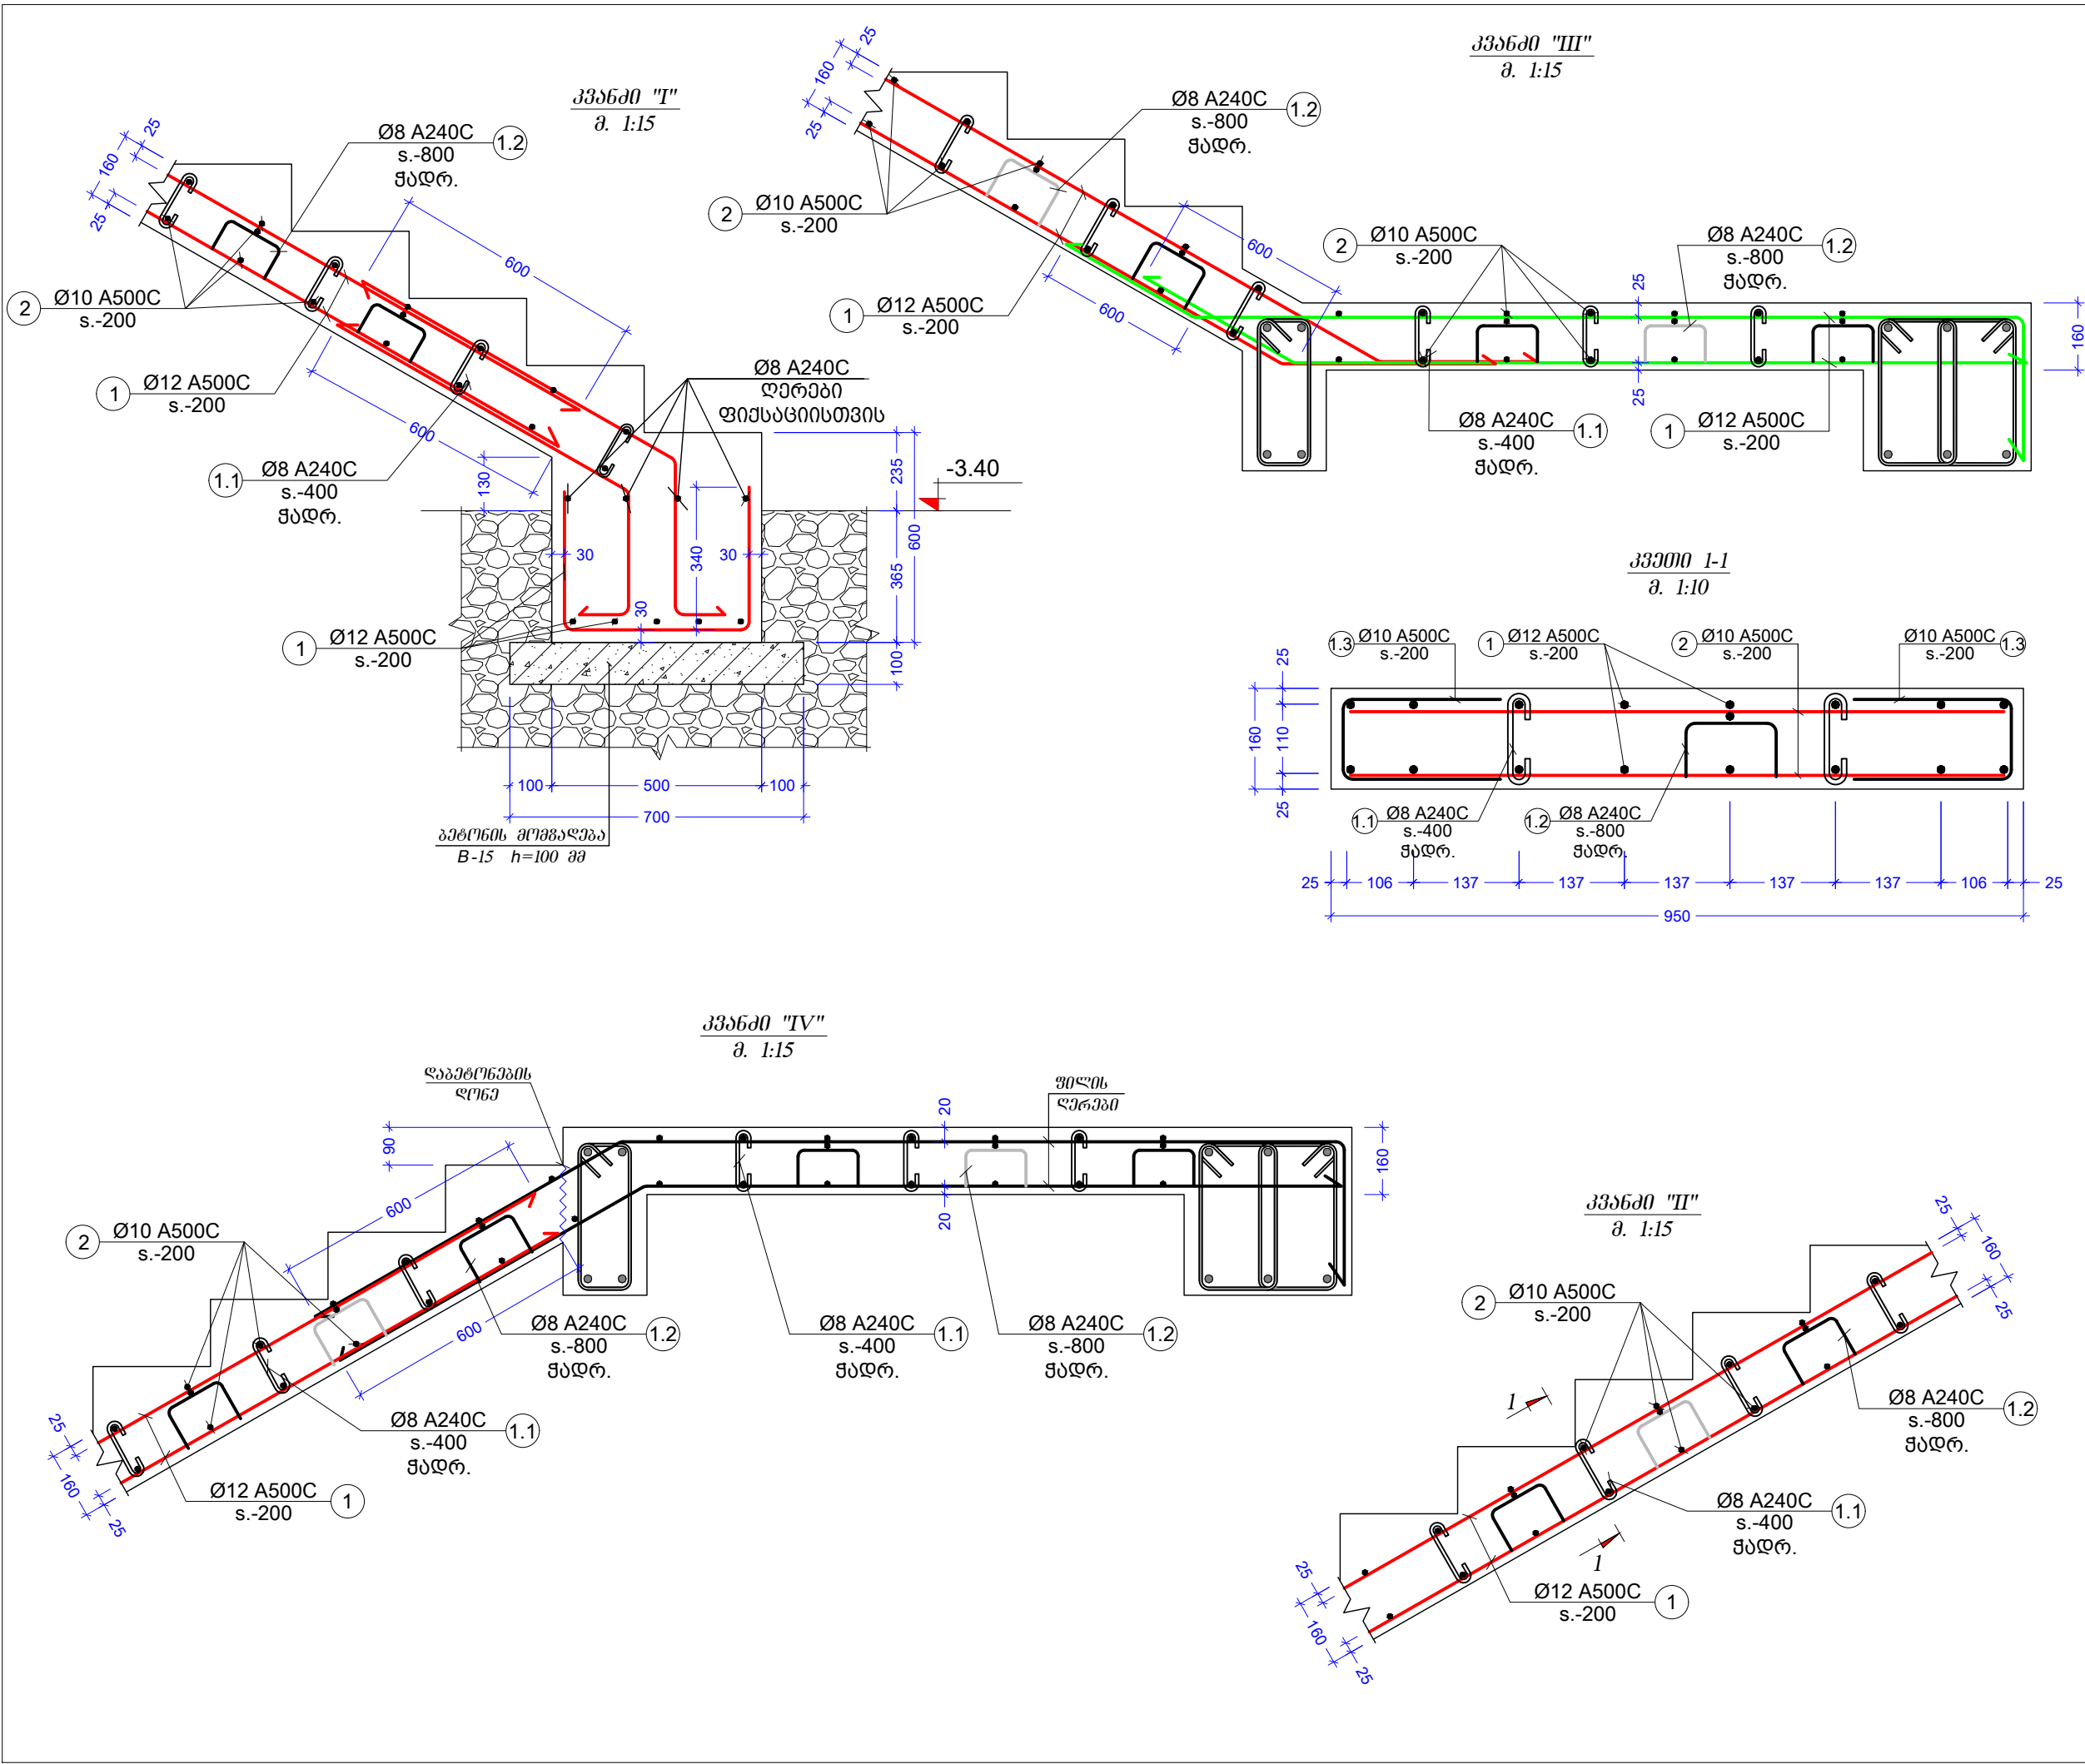 კვანძი "I"
მ. 1:15
25
160
25
Ø8 A240C
s.-800
ჭადრ.
1.2
600
600
2
Ø10 A500C
s.-200
1
Ø12 A500C
s.-200
1.1
Ø8 A240C
s.-400
ჭადრ.
Ø8 A240C
ღერები
ფიქსაციისთვის
130
235
-3.40
600
365
100
30
340
30
30
1
Ø12 A500C
s.-200
100
500
100
700
ბეტონის მომზადება
B-15 h=100 მმ
კვანძი "III"
მ. 1:15
25
160
25
Ø8 A240C
s.-800
ჭადრ.
1.2
2
Ø10 A500C
s.-200
1
Ø12 A500C
s.-200
600
600
2
Ø10 A500C
s.-200
Ø8 A240C
s.-800
ჭადრ.
1.2
25
160
25
Ø8 A240C
s.-400
ჭადრ.
1.1
1
Ø12 A500C
s.-200
კვეთი 1-1
მ. 1:10
1.3
Ø10 A500C
s.-200
1
Ø12 A500C
s.-200
2
Ø10 A500C
s.-200
Ø10 A500C
s.-200
1.3
25
160
110
25
1.1
Ø8 A240C
s.-400
ჭადრ.
1.2
Ø8 A240C
s.-800
ჭადრ.
25
106
137
137
137
137
137
106
25
950
კვანძი "IV"
მ. 1:15
დაბეტონების
დონე
ფილის
ღერები
90
20
160
20
600
600
2
Ø10 A500C
s.-200
Ø8 A240C
s.-800
ჭადრ.
1.2
Ø8 A240C
s.-400
ჭადრ.
1.1
Ø8 A240C
s.-800
ჭადრ.
1.2
Ø8 A240C
s.-400
ჭადრ.
1.1
25
160
25
Ø12 A500C
s.-200
1
კვანძი "II"
მ. 1:15
25
160
25
2
Ø10 A500C
s.-200
Ø8 A240C
s.-800
ჭადრ.
1.2
1
Ø8 A240C
s.-400
ჭადრ.
1.1
1
25
160
25
Ø12 A500C
s.-200
1